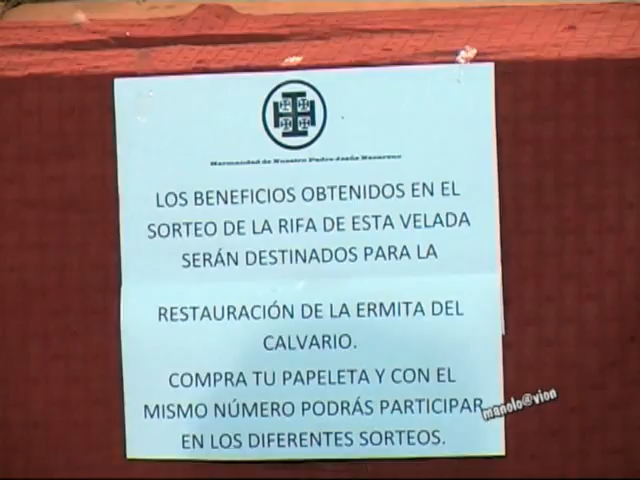 Hermandad de Nuestro Padre Jesús Nazareno
LOS BENEFICIOS OBTENIDOS EN EL
SORTEO DE LA RIFA DE ESTA VELADA
SERÁN DESTINADOS PARA LA
RESTAURACIÓN DE LA ERMITA DEL
CALVARIO.
COMPRA TU PAPELETA Y CON EL
MISMO NÚMERO PODRÁS PARTICIPAR
EN LOS DIFERENTES SORTEOS.
manolo@vion